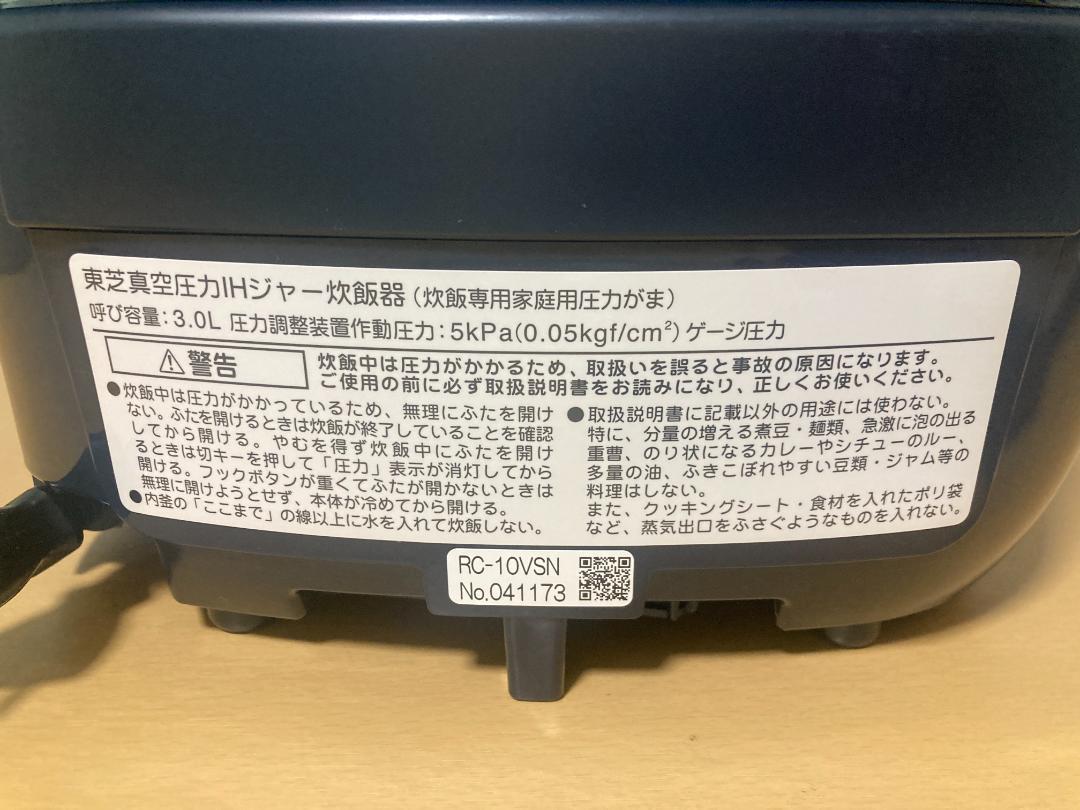 東芝真空圧力IHジャー炊飯器（炊飯専用家庭用圧力がま）
呼び容量：3.0L 圧力調整装置作動圧力：5kPa(0.05kgf/cm²)ゲージ圧力
⚠警告
炊飯中は圧力がかかるため、取扱いを誤ると事故の原因になります。
ご使用の前に必ず取扱説明書をお読みになり、正しくお使いください。
●炊飯中は圧力がかかっているため、無理にふたを開け
ない。ふたを開けるときは炊飯が終了していることを確認
してから開ける。やむを得ず炊飯中にふたを開け
るときは切キーを押して「圧力」表示が消灯してから
開ける。フックボタンが重くてふたが開かないときは
無理に開けようとせず、本体が冷めてから開ける。
●内釜の「ここまで」の線以上に水を入れて炊飯しない。
●取扱説明書に記載以外の用途には使わない。
特に、分量の増える煮豆・麺類、急激に泡の出る
重曹、のり状になるカレーやシチューのルー、
多量の油、ふきこぼれやすい豆類・ジャム等の
料理はしない。
また、クッキングシート・食材を入れたポリ袋
など、蒸気出口をふさぐようなものを入れない。
RC-10VSN
No.041173